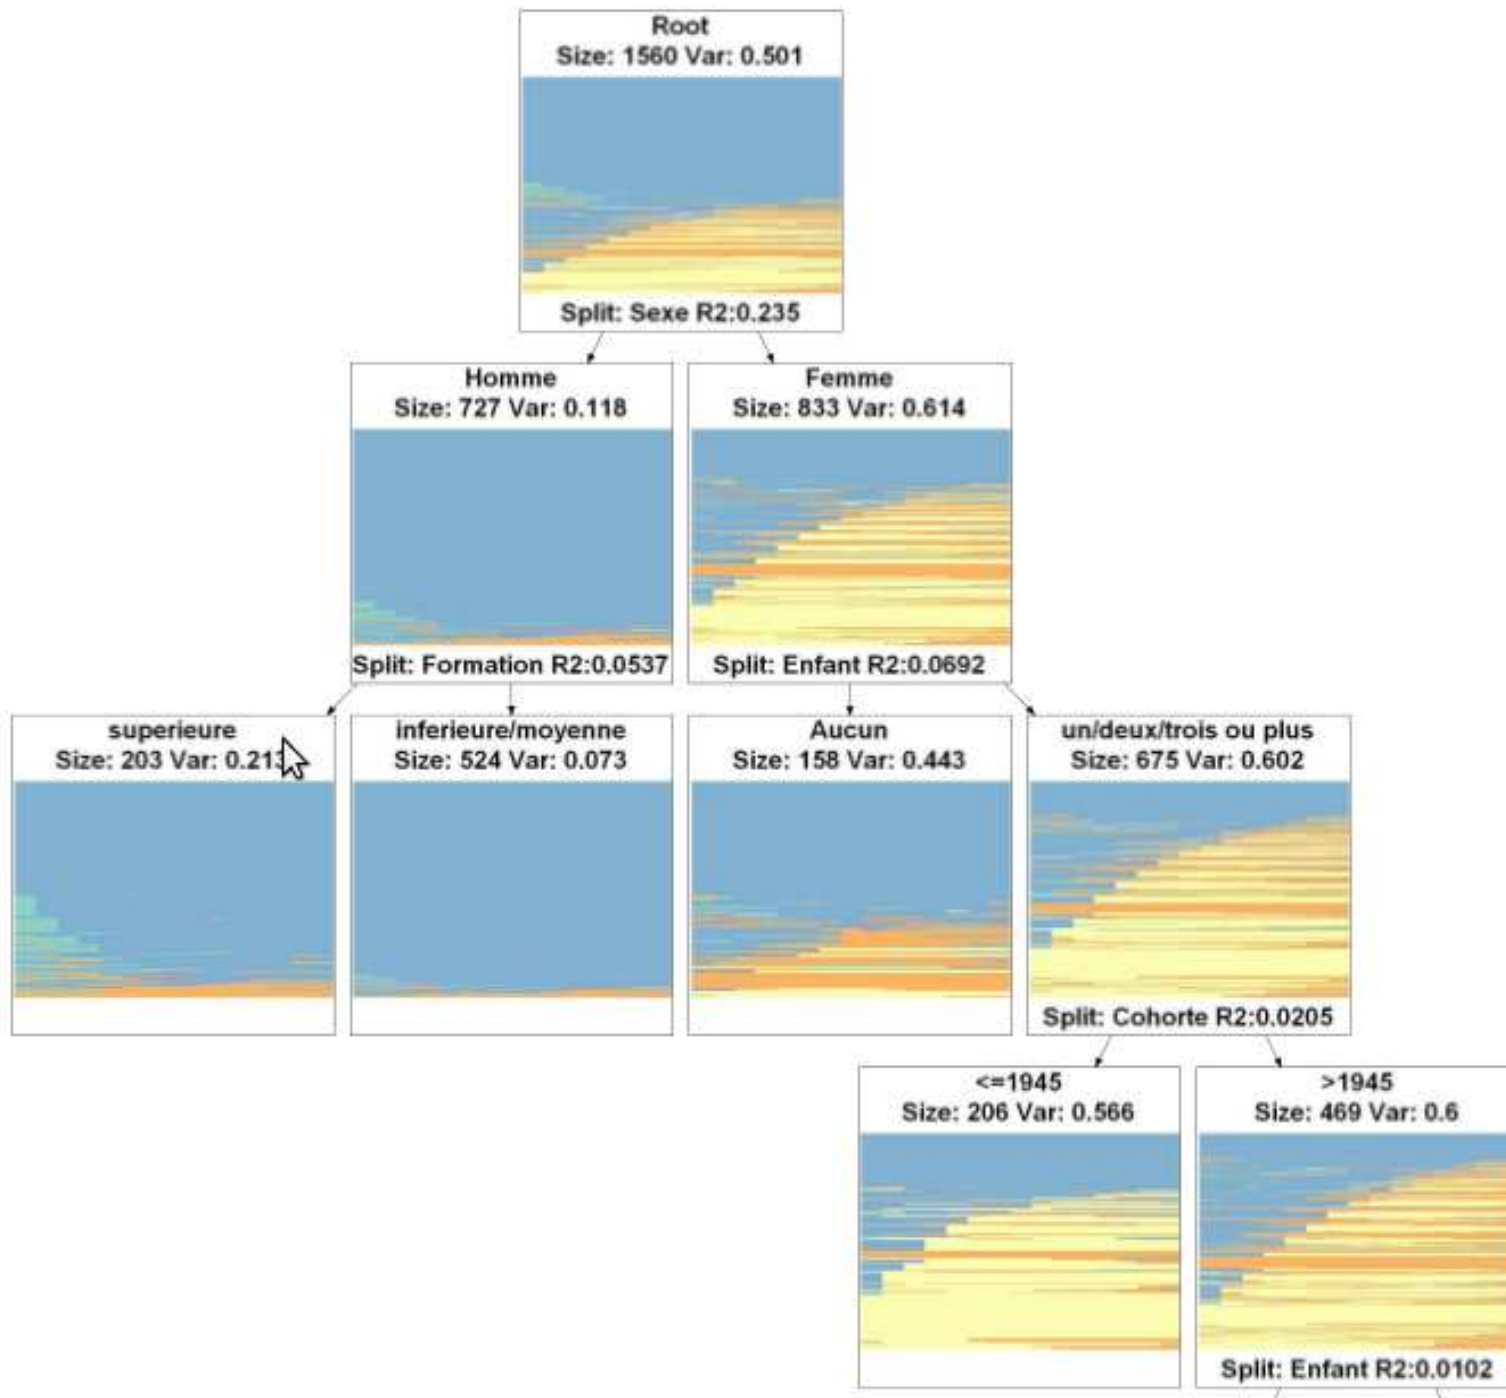 Root
Size: 1560 Var: 0.501
Split: Sexe R2:0.235
Homme
Size: 727 Var: 0.118
Split: Formation R2:0.0537
Femme
Size: 833 Var: 0.614
Split: Enfant R2:0.0692
superieure
Size: 203 Var: 0.213
inferieure/moyenne
Size: 524 Var: 0.073
Aucun
Size: 158 Var: 0.443
un/deux/trois ou plus
Size: 675 Var: 0.602
Split: Cohorte R2:0.0205
<=1945
Size: 206 Var: 0.566
>1945
Size: 469 Var: 0.6
Split: Enfant R2:0.0102